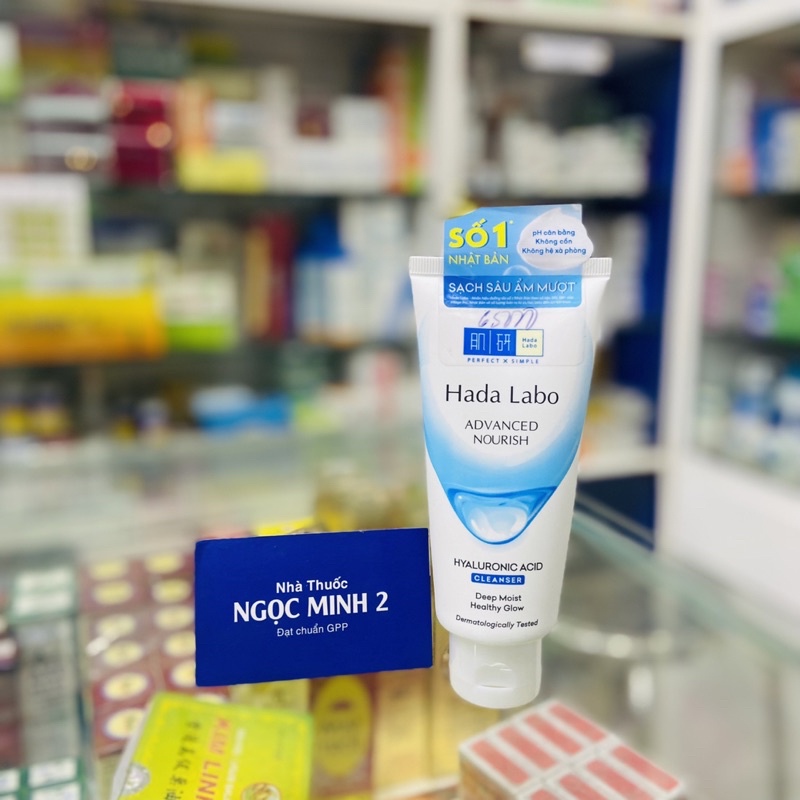 SỐ 1
NHẬT BẢN
pH cân bằng
Không cồn
Không hệ xà phòng
SẠCH SÂU ẨM MƯỢT
肌研
Hada
Labo
PERFECT × SIMPLE
Hada Labo
ADVANCED
NOURISH
HYALURONIC ACID
CLEANSER
Deep Moist
Healthy Glow
Dermatologically Tested
Nhà Thuốc
NGỌC MINH 2
Đạt chuẩn GPP